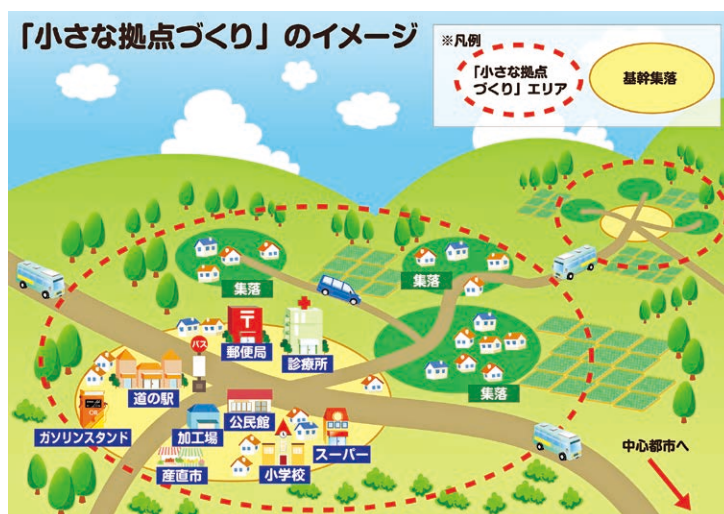 「小さな拠点づくり」のイメージ
※凡例
「小さな拠点
づくり」エリア
基幹集落
集落
集落
バス
〒
郵便局
診療所
道の駅
集落
ガソリンスタンド
OIL
加工場
公民館
スーパー
産直市
小学校
中心都市へ